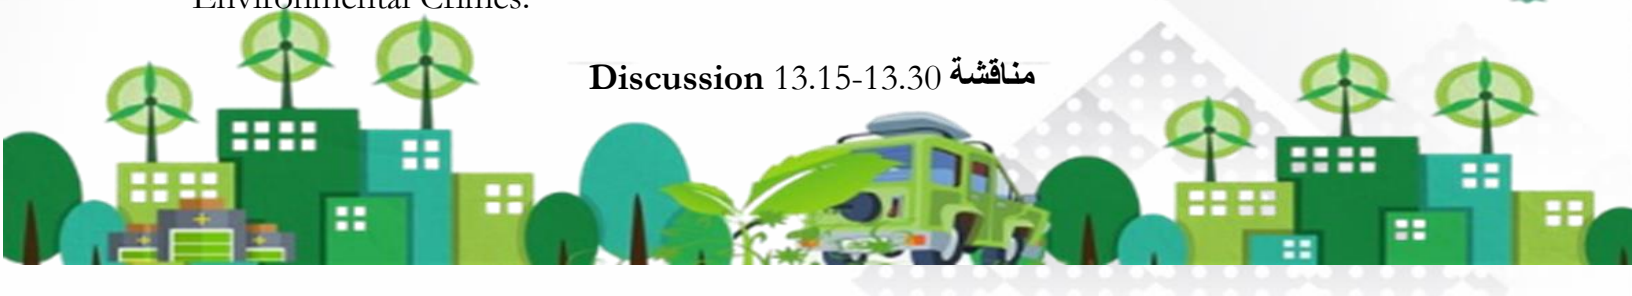 Environmental Crimes.
Discussion 13.15-13.30 مناقشة